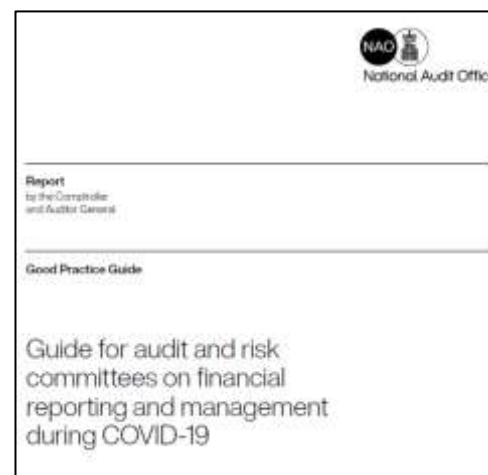 NAO
National Audit Offic
Report
by the Comptroller
and Auditor General
Good Practice Guide
Guide for audit and risk
committees on financial
reporting and management
during COVID-19